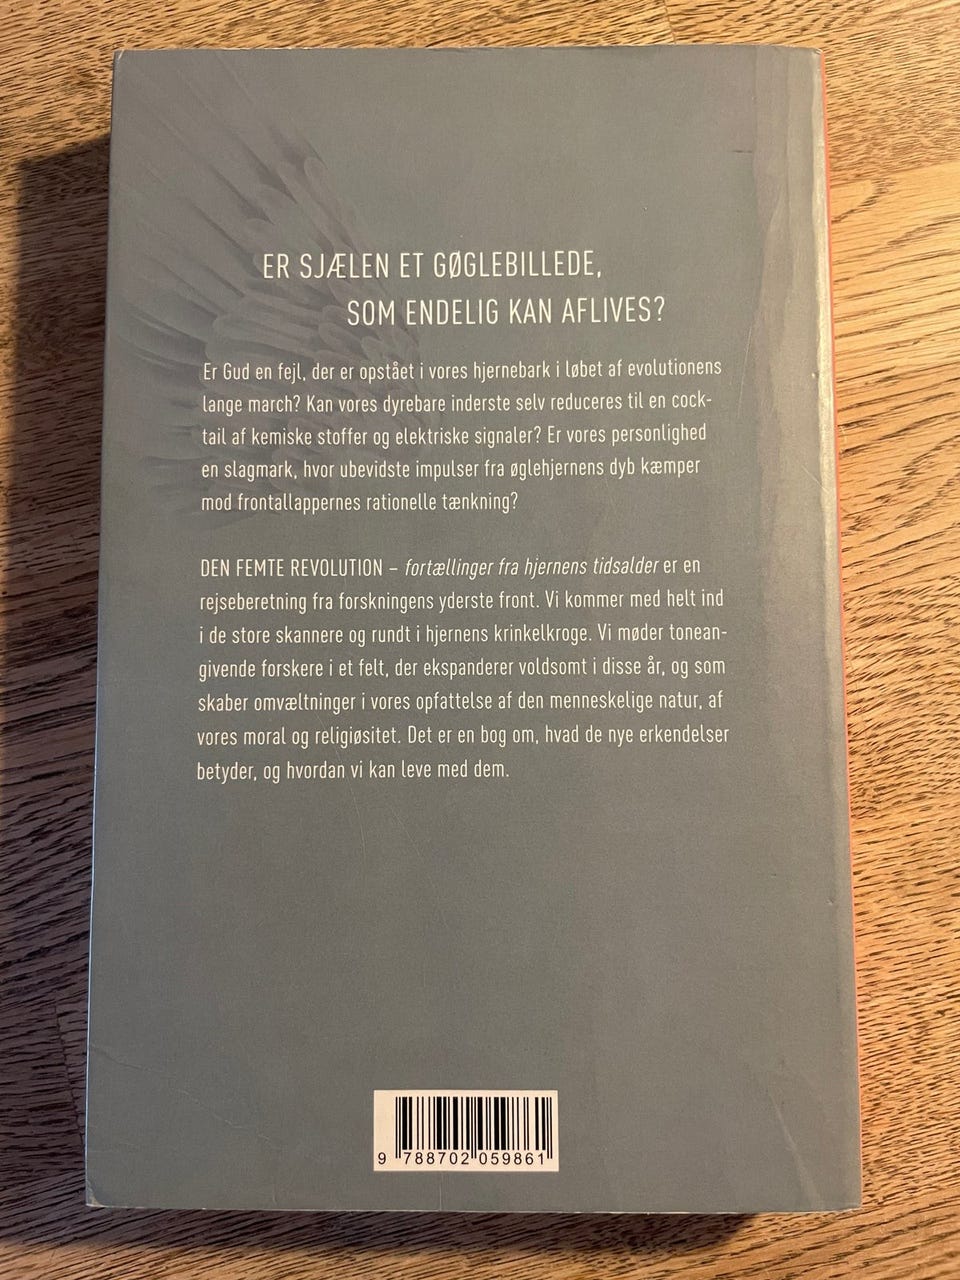 ER SJÆLEN ET GØGLEBILLEDE,
SOM ENDELIG KAN AFLIVES?
Er Gud en fejl, der er opstået i vores hjernebark i løbet af evolutionens
lange march? Kan vores dyrebare inderste selv reduceres til en cock-
tail af kemiske stoffer og elektriske signaler? Er vores personlighed
en slagmark, hvor ubevidste impulser fra øglehjernens dyb kæmper
mod frontallappernes rationelle tænkning?
DEN FEMTE REVOLUTION – fortællinger fra hjernens tidsalder er en
rejseberetning fra forskningens yderste front. Vi kommer med helt ind
i de store skannere og rundt i hjernens krinkelkroge. Vi møder tonean-
givende forskere i et felt, der ekspanderer voldsomt i disse år, og som
skaber omvæltninger i vores opfattelse af den menneskelige natur, af
vores moral og religiøsitet. Det er en bog om, hvad de nye erkendelser
betyder, og hvordan vi kan leve med dem.
9 788702 059861